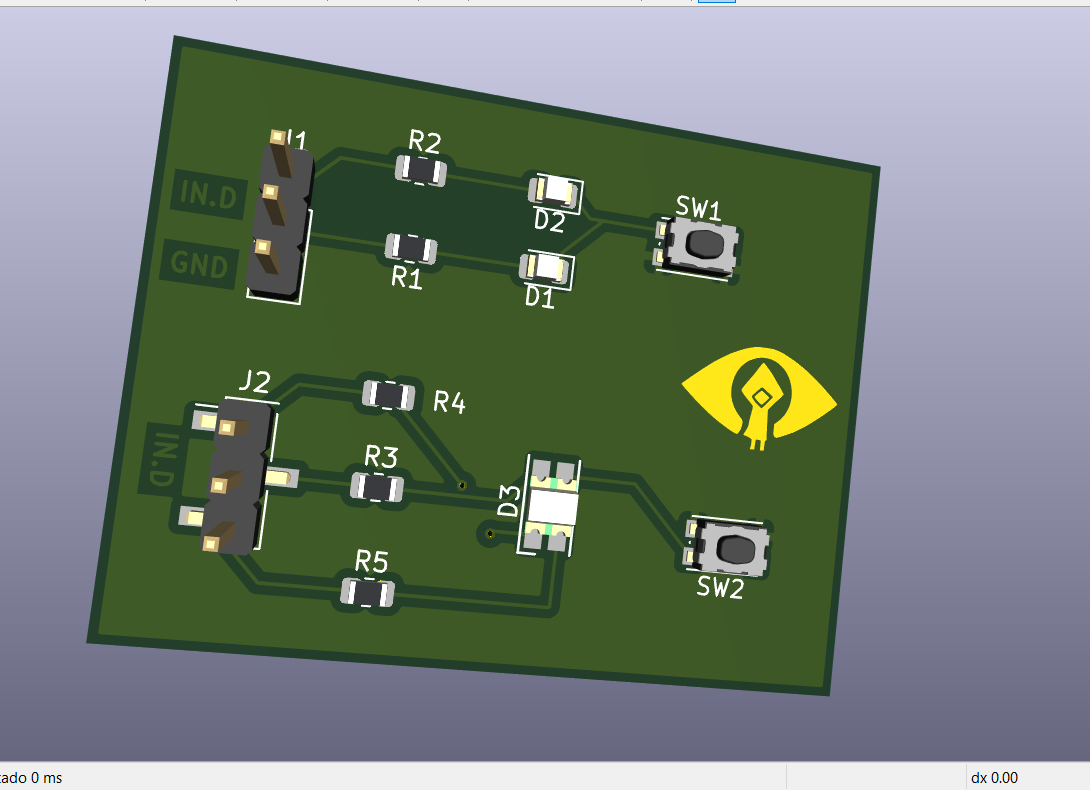 J1
R2
IN.D
SW1
D2
GND
R1
D1
J2
R4
IN.D
R3
D3
R5
SW2
ado 0 ms
dx 0.00